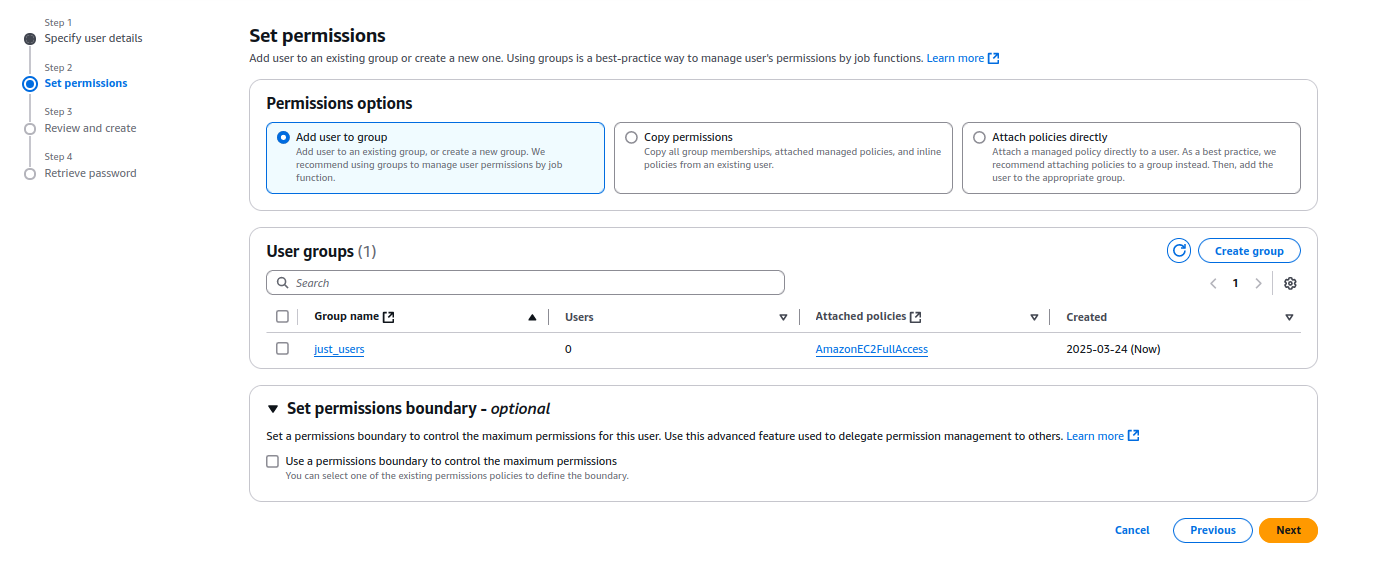 Step 1
Specify user details
Step 2
Set permissions
Step 3
Review and create
Step 4
Retrieve password
Set permissions
Add user to an existing group or create a new one. Using groups is a best-practice way to manage user's permissions by job functions. Learn more
Permissions options
Add user to group
Add user to an existing group, or create a new group. We
recommend using groups to manage user permissions by job
function.
Copy permissions
Copy all group memberships, attached managed policies, and inline
policies from an existing user.
Attach policies directly
Attach a managed policy directly to a user. As a best practice, we
recommend attaching policies to a group instead. Then, add the
user to the appropriate group.
User groups (1)
Create group
Search
1
Group name Users Attached policies Created
just_users 0 AmazonEC2FullAccess 2025-03-24 (Now)
Set permissions boundary - optional
Set a permissions boundary to control the maximum permissions for this user. Use this advanced feature used to delegate permission management to others. Learn more
Use a permissions boundary to control the maximum permissions
You can select one of the existing permissions policies to define the boundary.
Cancel Previous Next